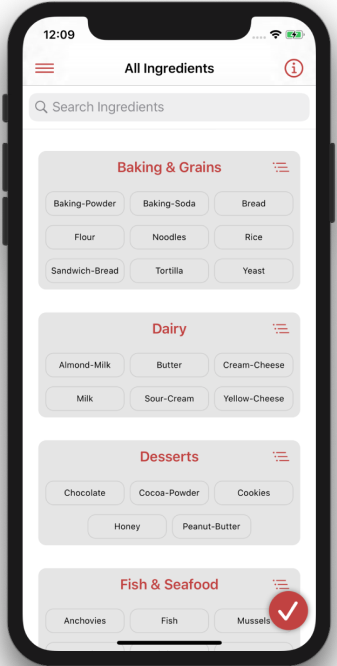 12:09
All Ingredients
Search Ingredients
Baking & Grains
Baking-Powder Baking-Soda Bread
Flour Noodles Rice
Sandwich-Bread Tortilla Yeast
Dairy
Almond-Milk Butter Cream-Cheese
Milk Sour-Cream Yellow-Cheese
Desserts
Chocolate Cocoa-Powder Cookies
Honey Peanut-Butter
Fish & Seafood
Anchovies Fish Mussels